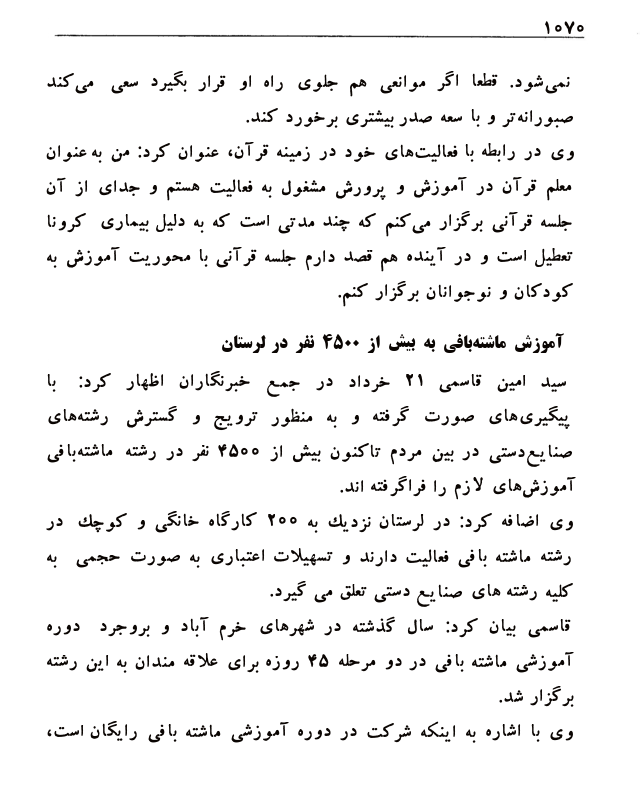 ۱۰۷۰
نمی‌شود. قطعا اگر موانعی هم جلوی راه او قرار بگیرد سعی می‌کند
صبورانه‌تر و با سعه صدر بیشتری برخورد کند.
وی در رابطه با فعالیت‌های خود در زمینه قرآن، عنوان کرد: من به‌عنوان
معلم قرآن در آموزش و پرورش مشغول به فعالیت هستم و جدای از آن
جلسه قرآنی برگزار می‌کنم که چند مدتی است که به دلیل بیماری کرونا
تعطیل است و در آینده هم قصد دارم جلسه قرآنی با محوریت آموزش به
کودکان و نوجوانان برگزار کنم.
آموزش ماشته‌بافی به بیش از ۴۵۰۰ نفر در لرستان
سید امین قاسمی ۲۱ خرداد در جمع خبرنگاران اظهار کرد: با
پیگیری‌های صورت گرفته و به منظور ترویج و گسترش رشته‌های
صنایع‌دستی در بین مردم تاکنون بیش از ۴۵۰۰ نفر در رشته ماشته‌بافی
آموزش‌های لازم را فراگرفته اند.
وی اضافه کرد: در لرستان نزدیك به ۲۰۰ کارگاه خانگی و کوچك در
رشته ماشته بافی فعالیت دارند و تسهیلات اعتباری به صورت حجمی به
کلیه رشته های صنایع دستی تعلق می گیرد.
قاسمی بیان کرد: سال گذشته در شهرهای خرم آباد و بروجرد دوره
آموزشی ماشته بافی در دو مرحله ۴۵ روزه برای علاقه مندان به این رشته
برگزار شد.
وی با اشاره به اینکه شرکت در دوره آموزشی ماشته بافی رایگان است،